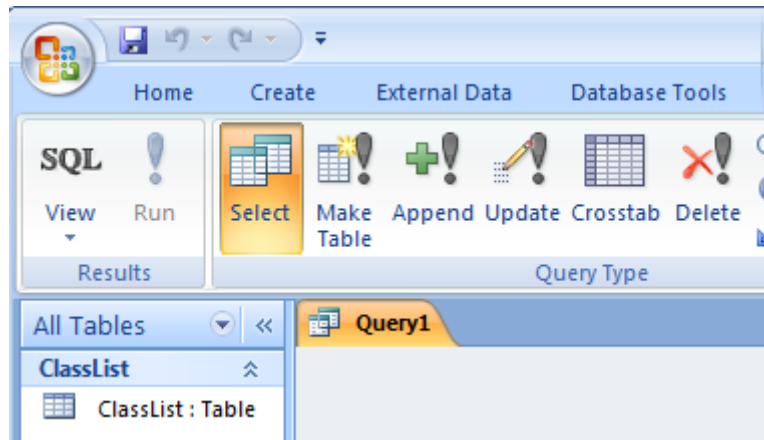 Home Create External Data Database Tools
SQL
View Run Select Make Append Update Crosstab Delete
Table
Results Query Type
All Tables Query1
ClassList
ClassList : Table